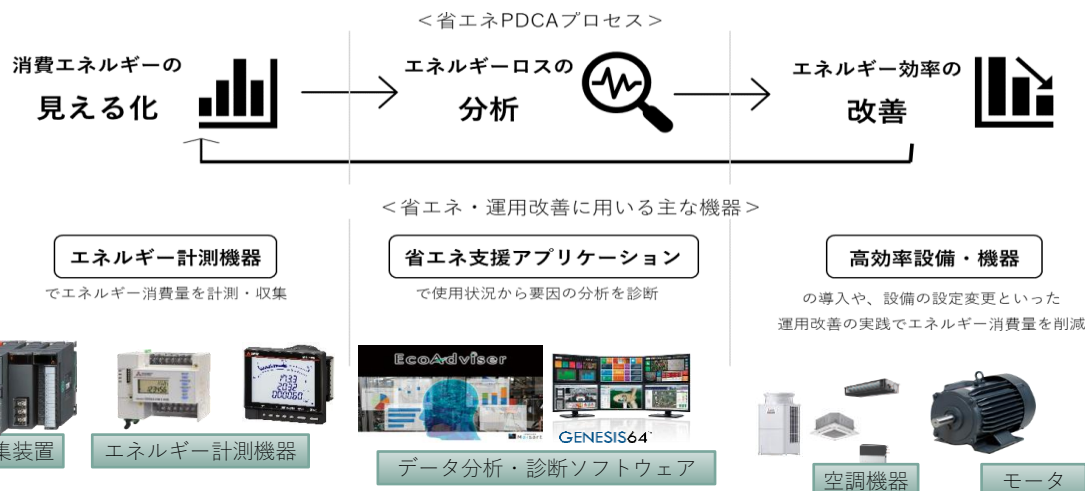 ＜省エネPDCAプロセス＞
消費エネルギーの
見える化
エネルギーロスの
分析
エネルギー効率の
改善
＜省エネ・運用改善に用いる主な機器＞
エネルギー計測機器
でエネルギー消費量を計測・収集
省エネ支援アプリケーション
で使用状況から要因の分析を診断
高効率設備・機器
の導入や、設備の設定変更といった
運用改善の実践でエネルギー消費量を削減
EcoAdviser
Maisart
GENESIS64
集装置
エネルギー計測機器
データ分析・診断ソフトウェア
空調機器
モータ